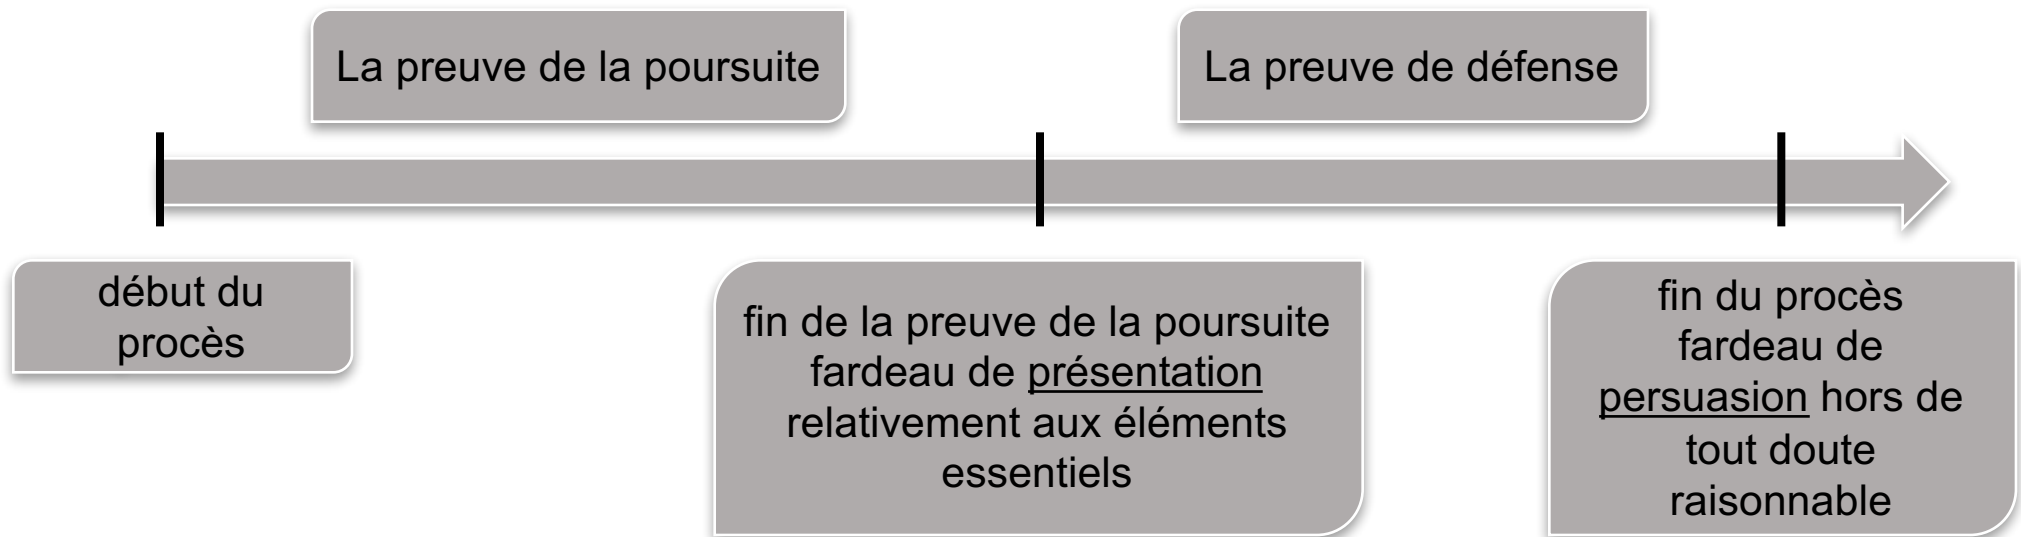 La preuve de la poursuite
La preuve de défense
début du
procès
fin de la preuve de la poursuite
fardeau de présentation
relativement aux éléments
essentiels
fin du procès
fardeau de
persuasion hors de
tout doute
raisonnable